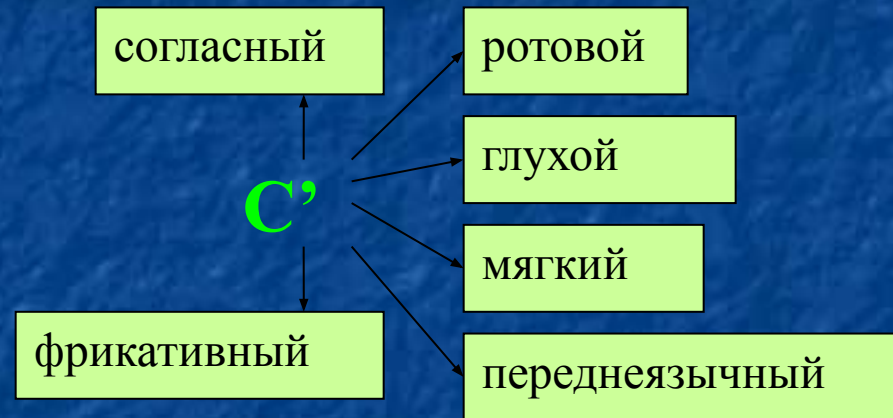 согласный
ротовой
глухой
С’
мягкий
фрикативный
переднеязычный